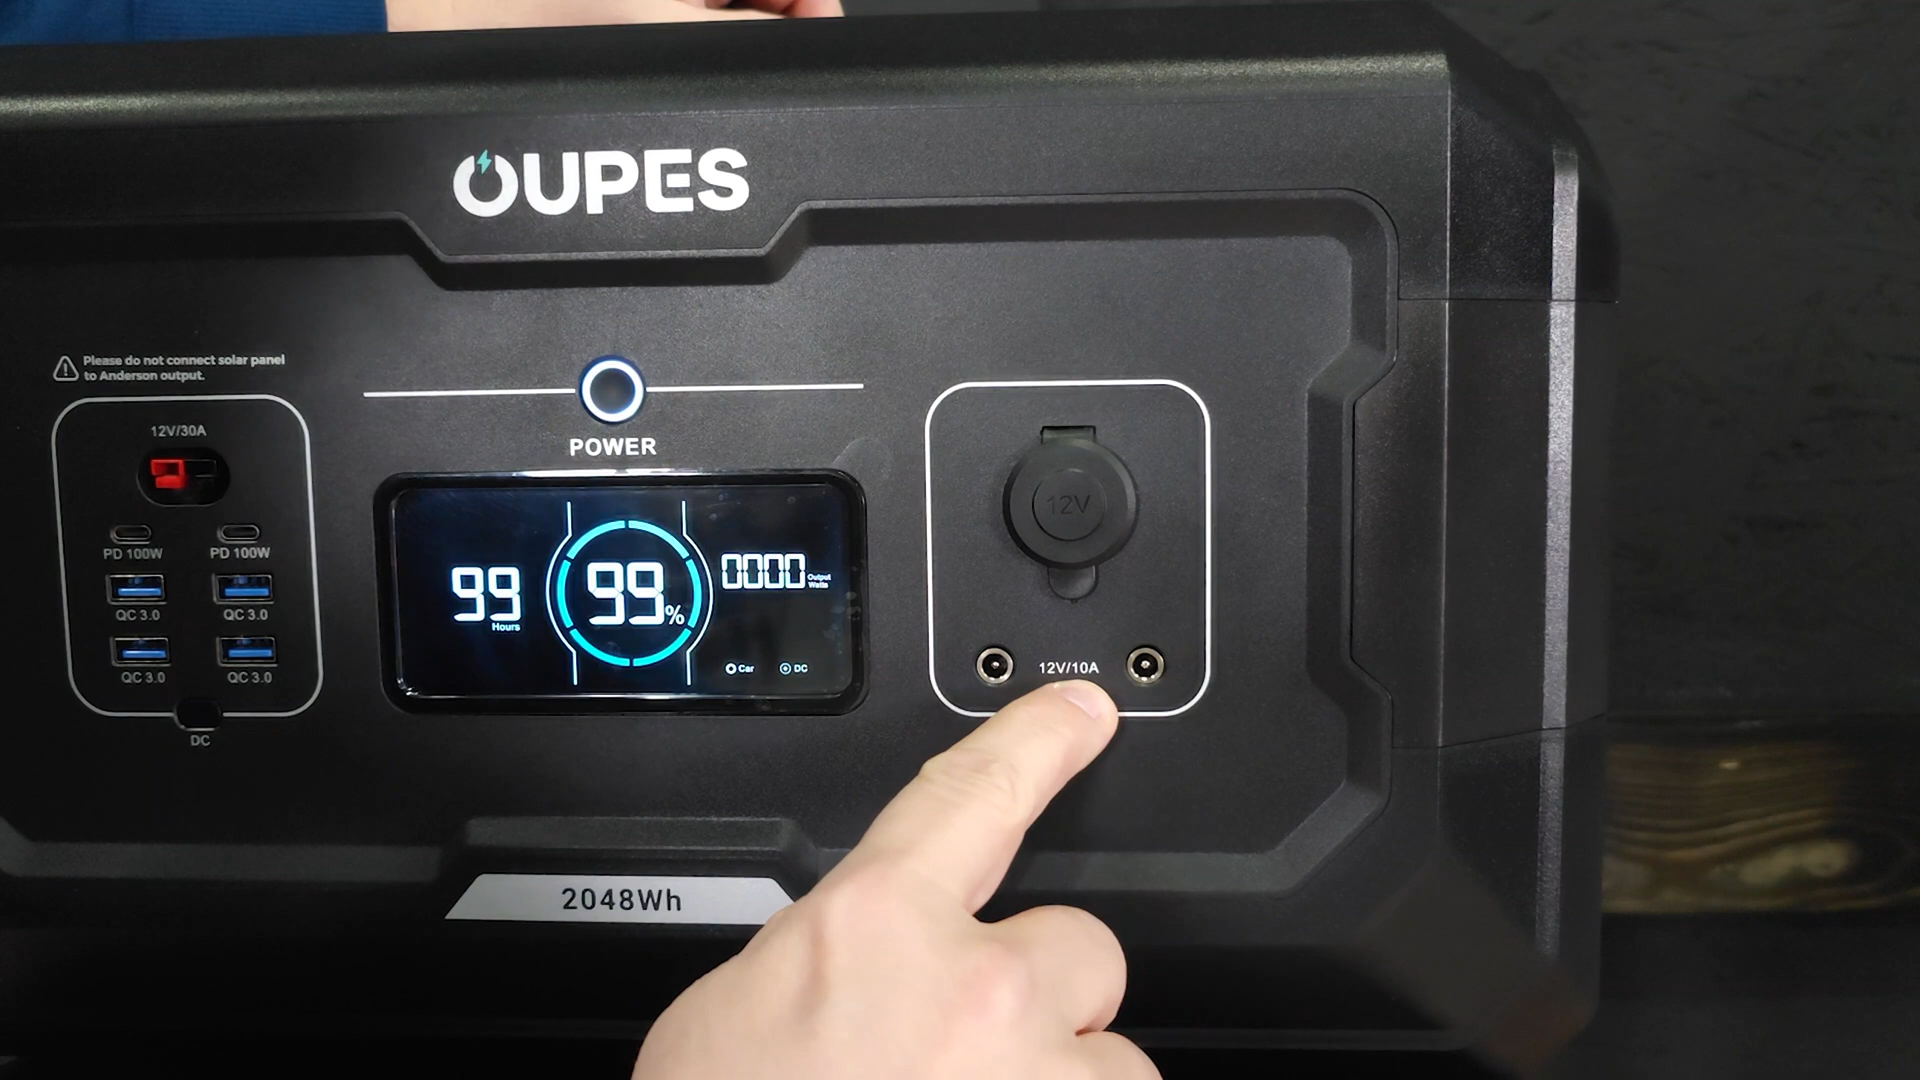 OUPES
Please do not connect solar panel
to Anderson output.
12V/30A
PD 100W
PD 100W
QC 3.0
QC 3.0
QC 3.0
QC 3.0
DC
POWER
99
Hours
99%
0000
Output
Watts
Car
DC
12V
12V/10A
2048Wh